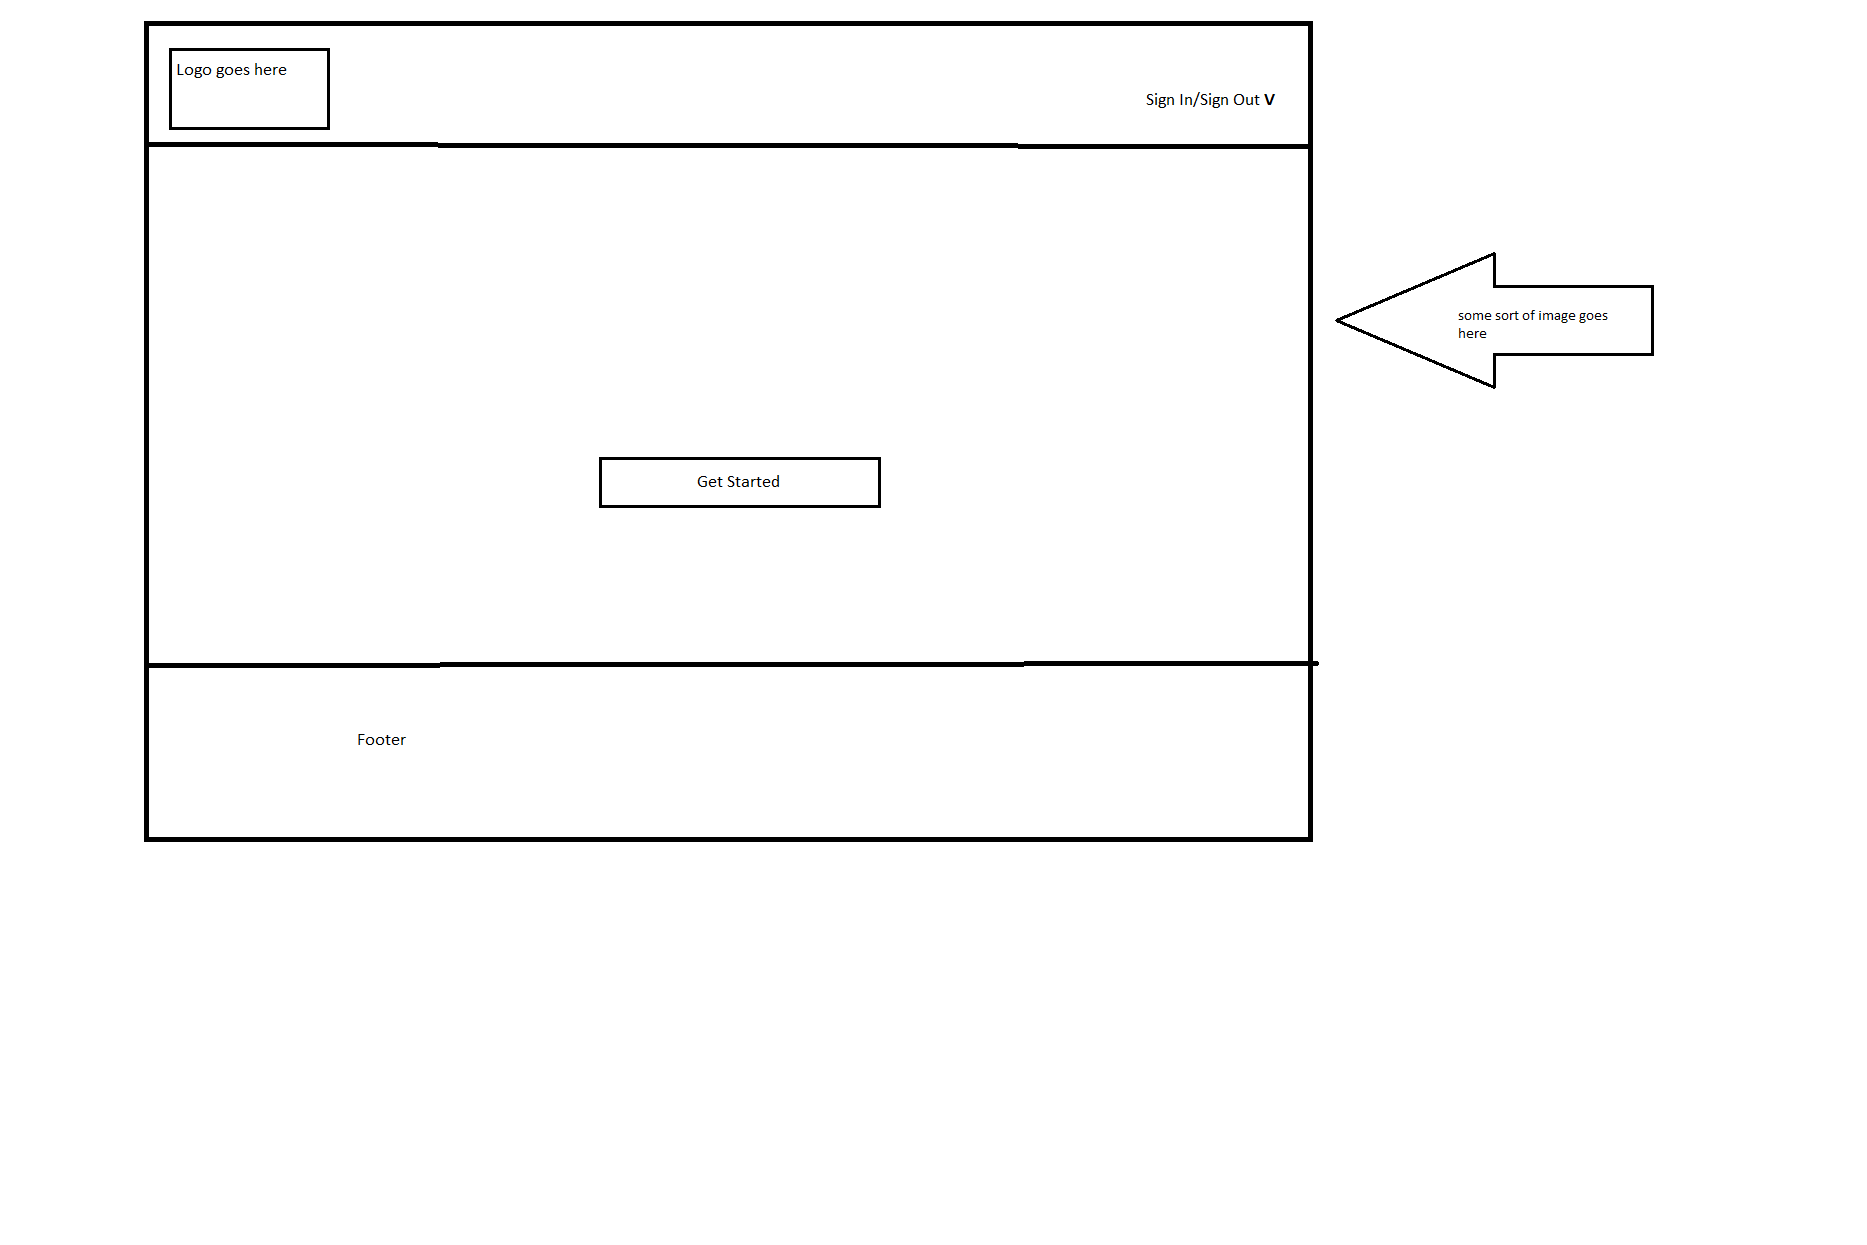 Logo goes here
Sign In/Sign Out V
some sort of image goes
here
Get Started
Footer